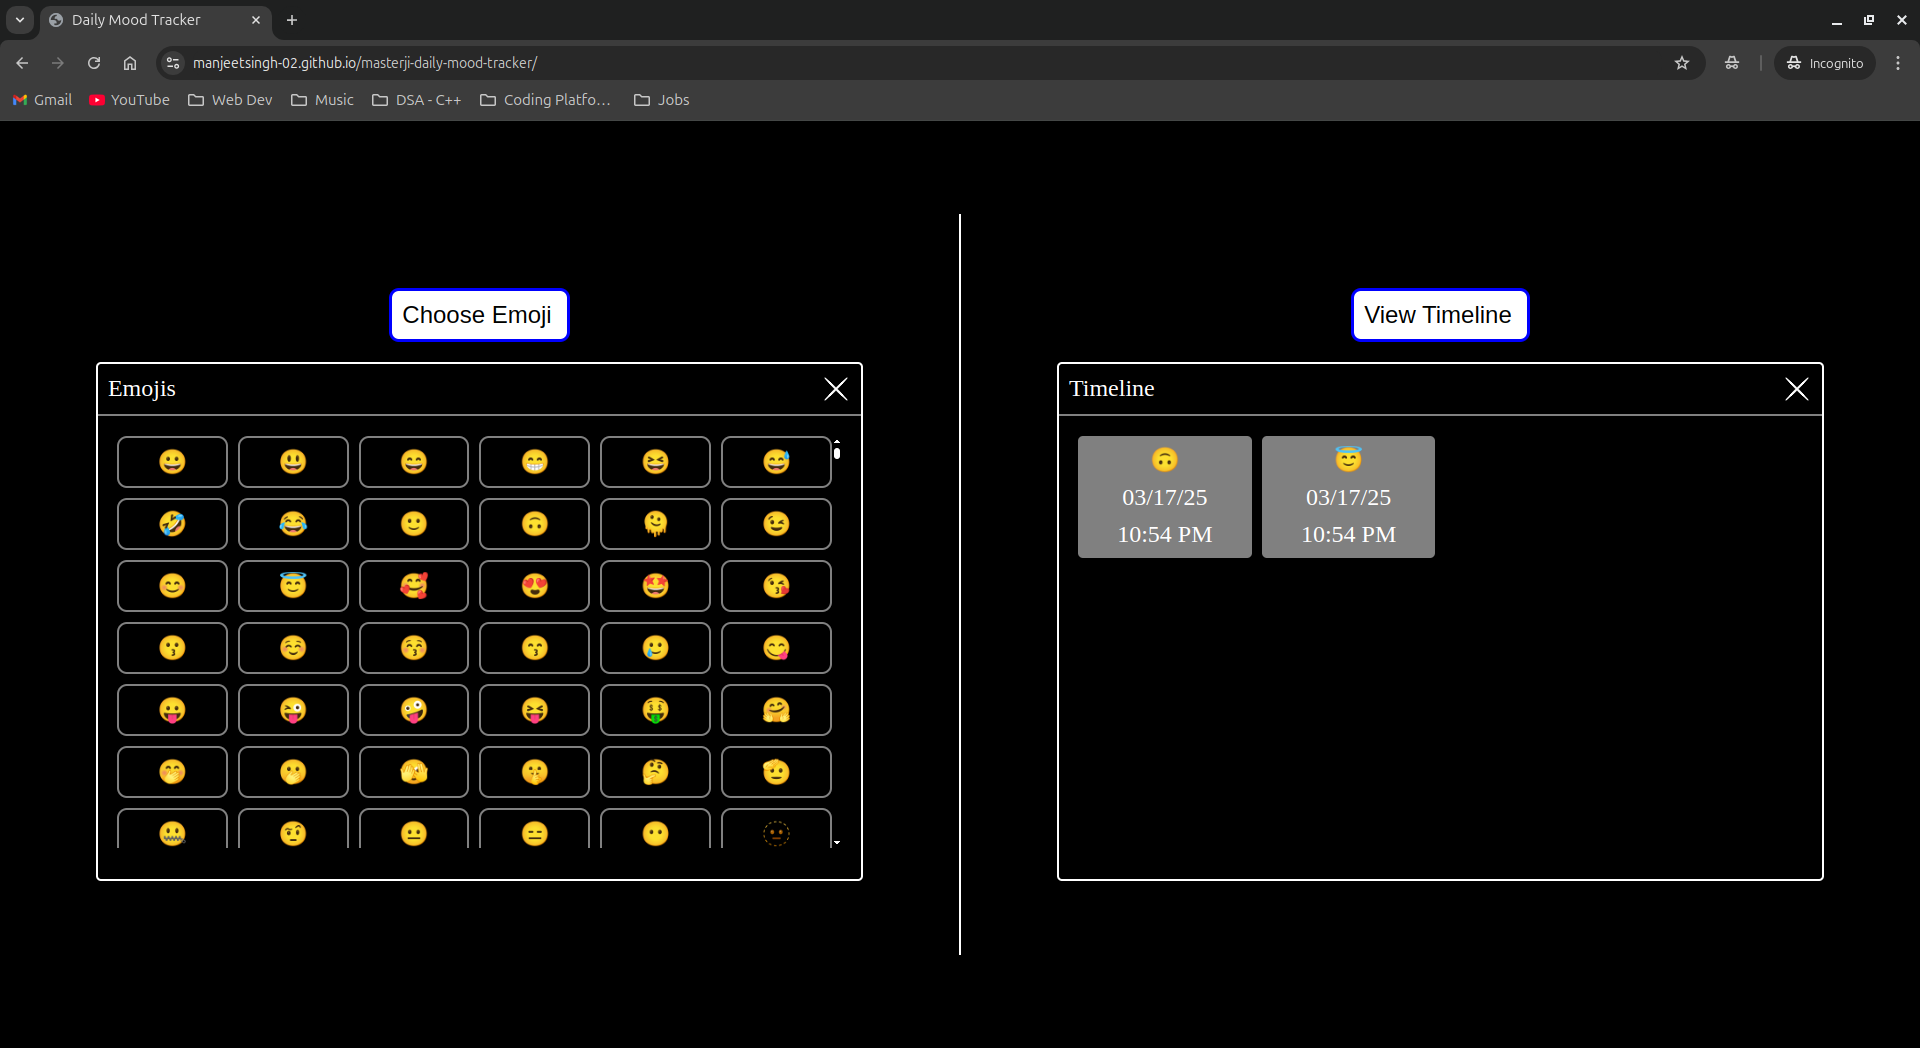 Daily Mood Tracker
manjeetsingh-02.github.io/masterji-daily-mood-tracker/
Incognito
Gmail
YouTube
Web Dev
Music
DSA - C++
Coding Platfo...
Jobs
Choose Emoji
Emojis
View Timeline
Timeline
03/17/25
10:54 PM
03/17/25
10:54 PM